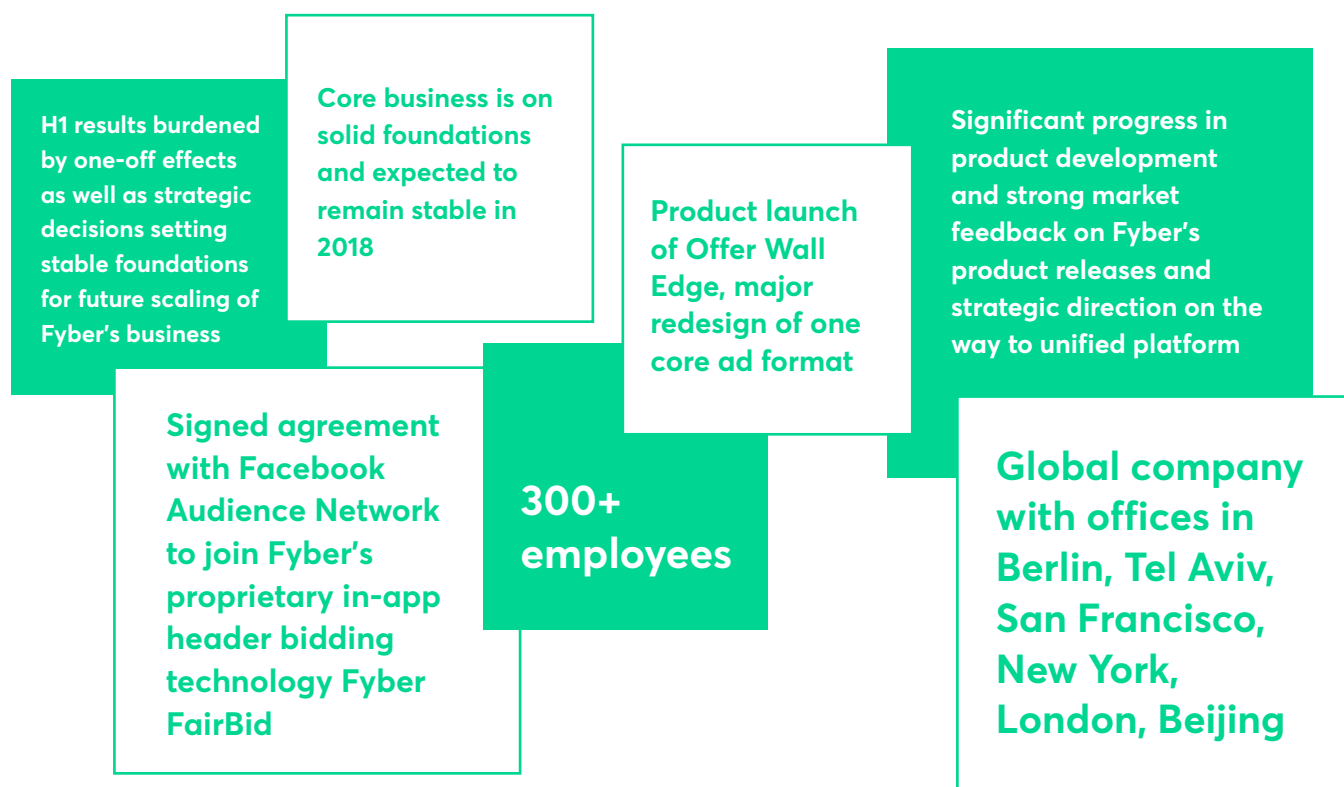 H1 results burdened
by one-off effects
as well as strategic
decisions setting
stable foundations
for future scaling of
Fyber's business
Core business is on
solid foundations
and expected to
remain stable in
2018
Product launch
of Offer Wall
Edge, major
redesign of one
core ad format
Significant progress in
product development
and strong market
feedback on Fyber's
product releases and
strategic direction on the
way to unified platform
Signed agreement
with Facebook
Audience Network
to join Fyber's
proprietary in-app
header bidding
technology Fyber
FairBid
300+
employees
Global company
with offices in
Berlin, Tel Aviv,
San Francisco,
New York,
London, Beijing